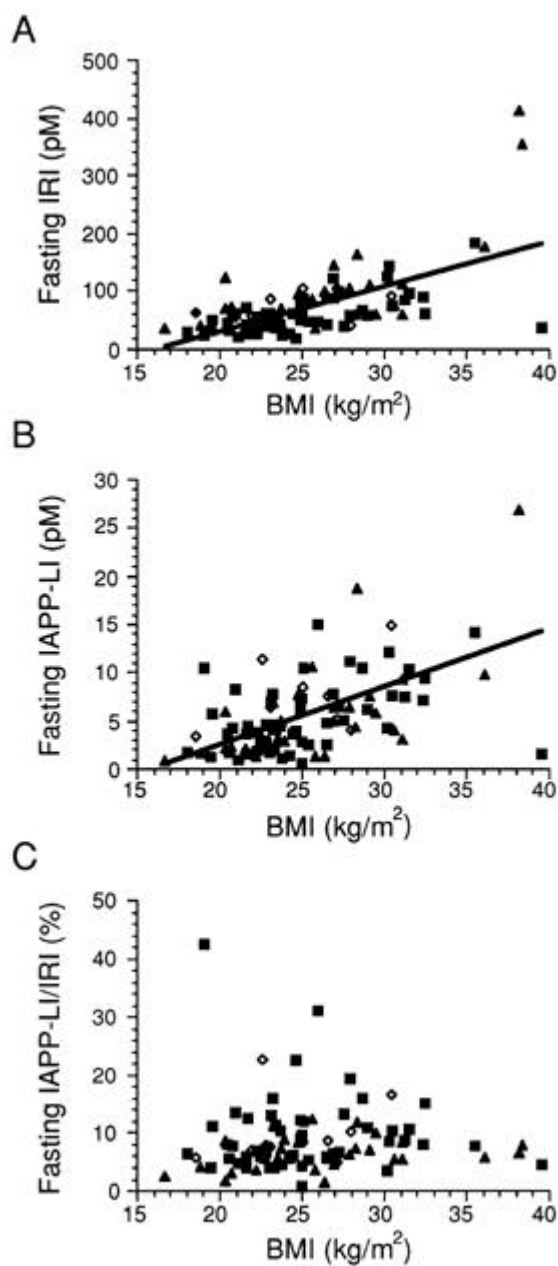 A
Fasting IRI (pM)
500
400
300
200
100
0
15 20 25 30 35 40
BMI (kg/m²)
B
Fasting IAPP-LI (pM)
30
25
20
15
10
5
0
15 20 25 30 35 40
BMI (kg/m²)
C
Fasting IAPP-LI/IRI (%)
50
40
30
20
10
0
15 20 25 30 35 40
BMI (kg/m²)